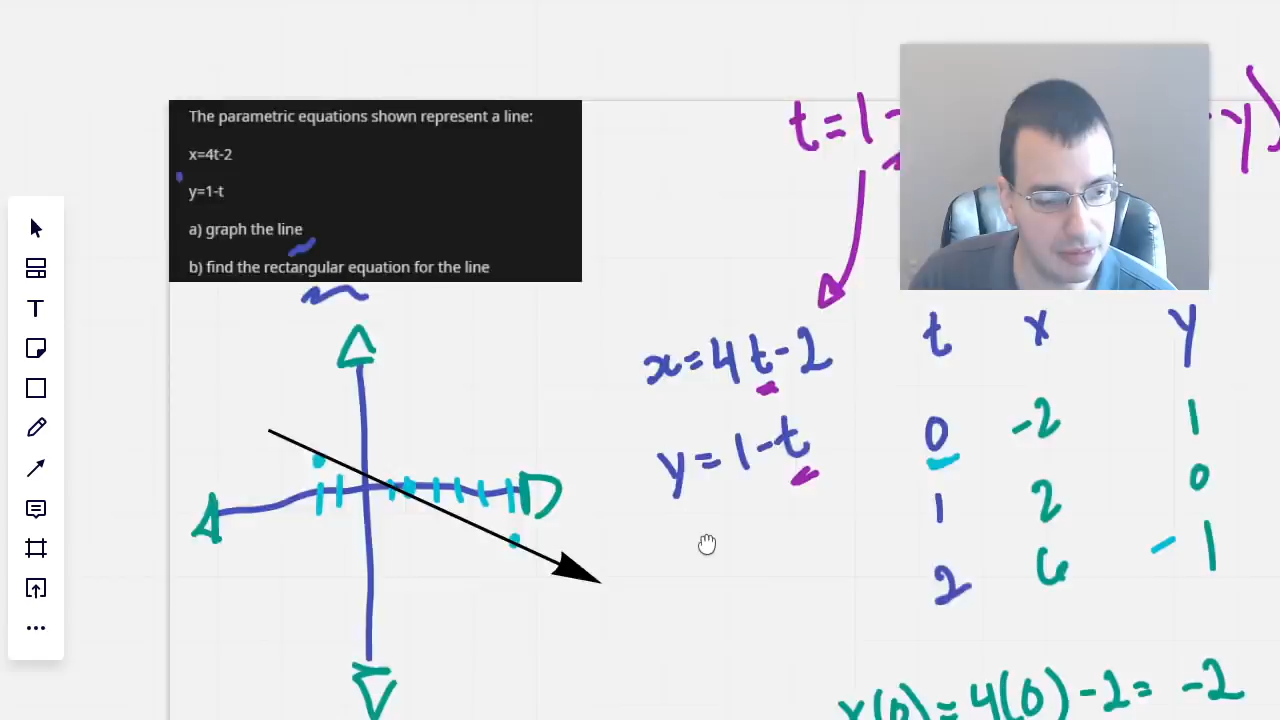 The parametric equations shown represent a line:
x=4t-2
y=1-t
a) graph the line
b) find the rectangular equation for the line
t=1-
-y)
x=4t-2
y=1-t
t x y
0 -2 1
1 2 0
2 6 -1
x(0)=4(0)-2= -2
T